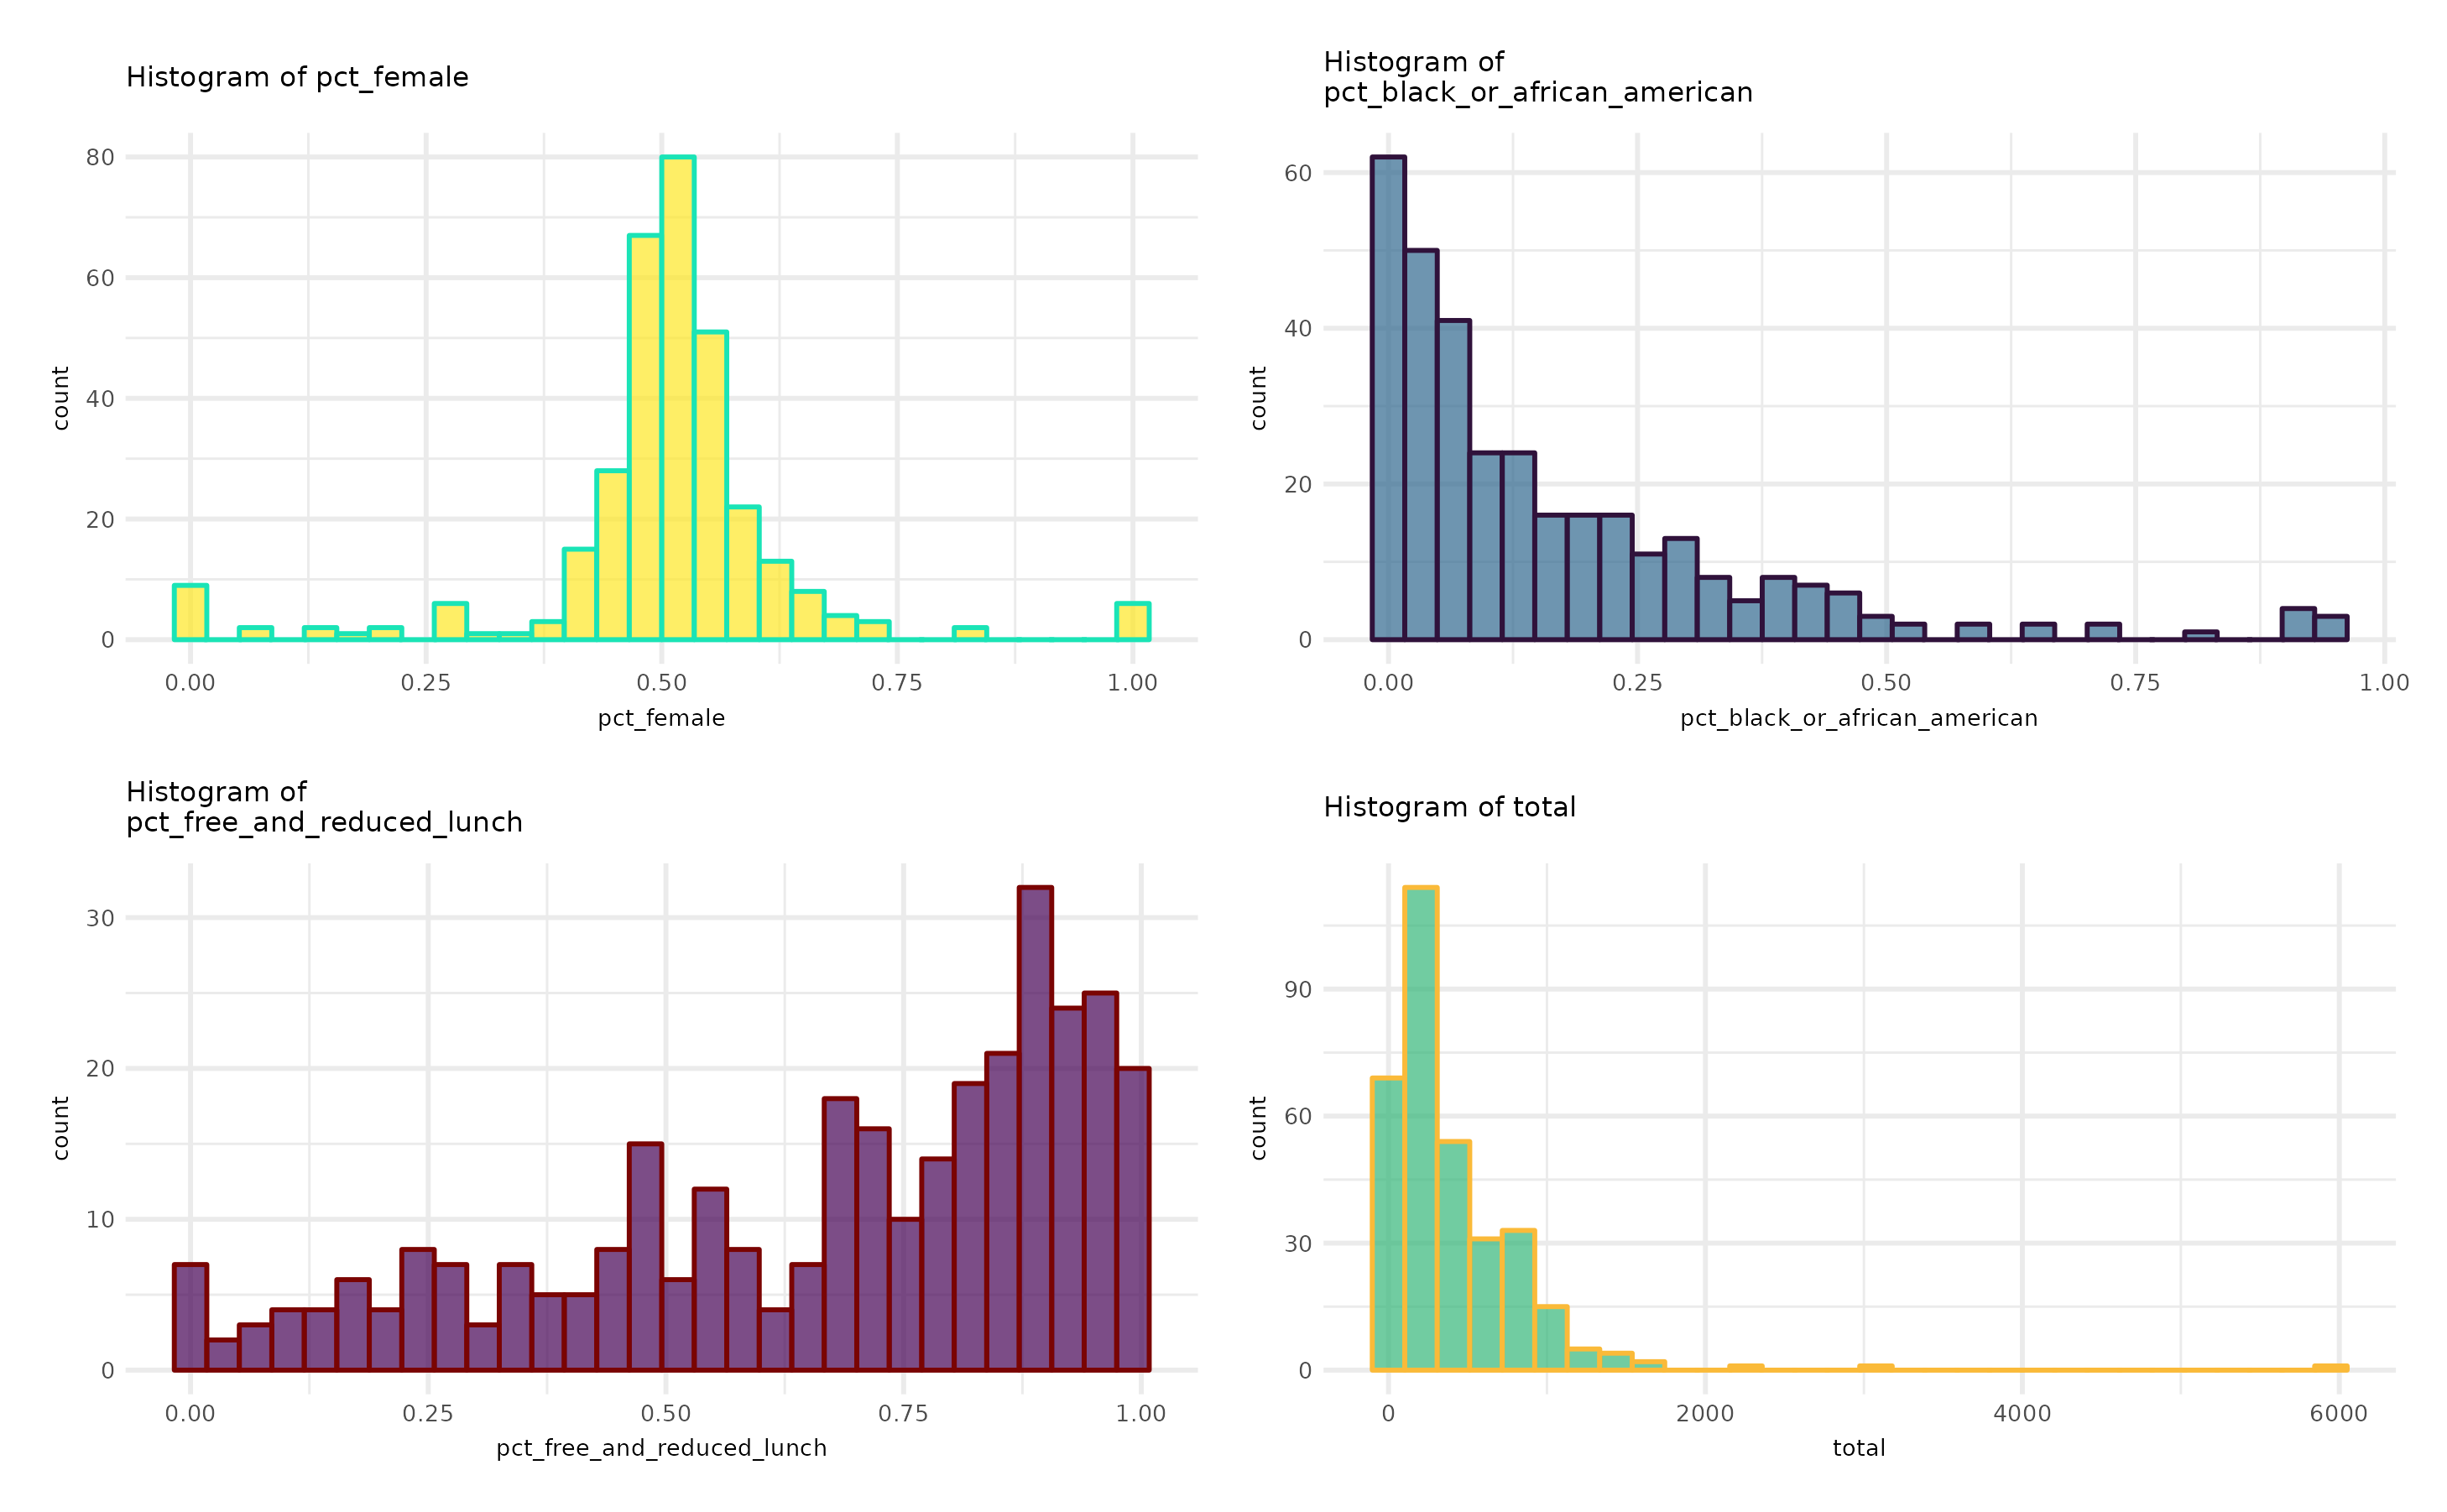 Histogram of pct_female
80
60
40
20
0
count
0.00 0.25 0.50 0.75 1.00
pct_female
Histogram of
pct_black_or_african_american
60
40
20
0
count
0.00 0.25 0.50 0.75 1.00
pct_black_or_african_american
Histogram of
pct_free_and_reduced_lunch
30
20
10
0
count
0.00 0.25 0.50 0.75 1.00
pct_free_and_reduced_lunch
Histogram of total
90
60
30
0
count
0 2000 4000 6000
total